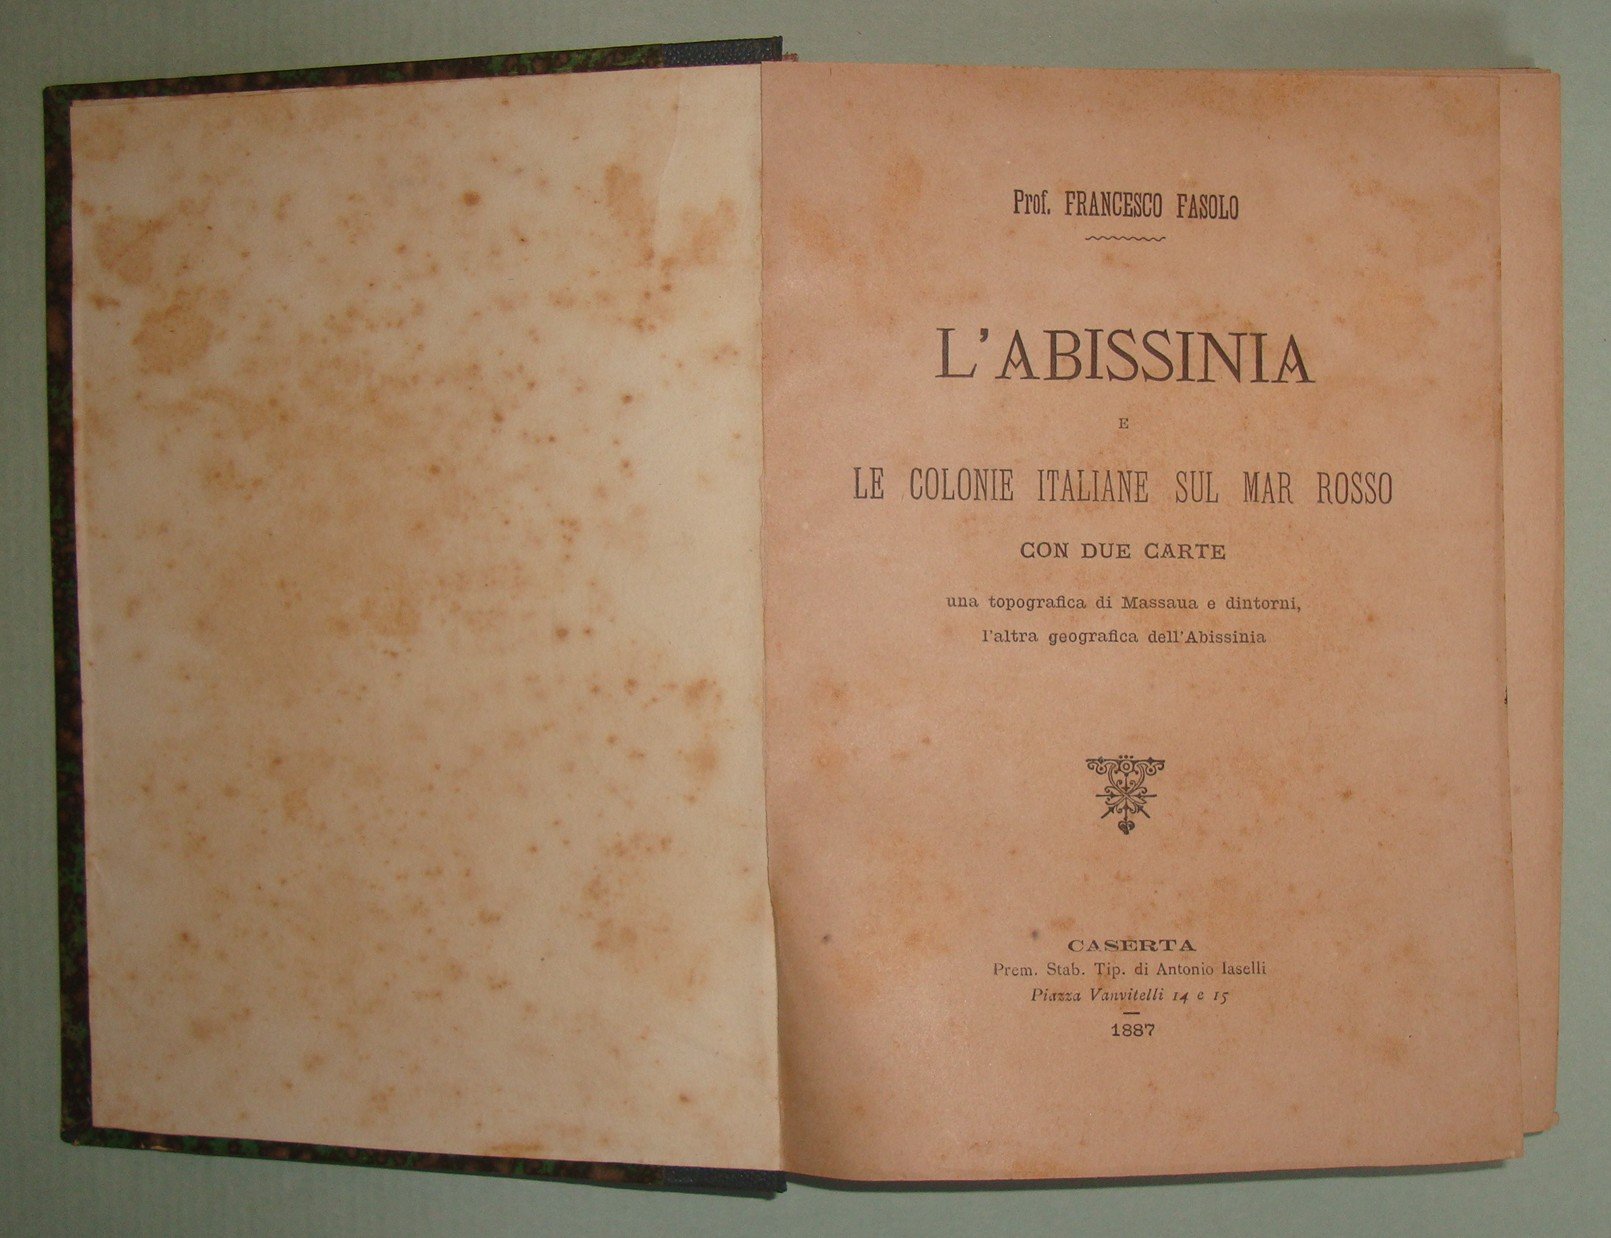 Prof. FRANCESCO FASOLO
L'ABISSINIA
E
LE COLONIE ITALIANE SUL MAR ROSSO
CON DUE CARTE
una topografica di Massaua e dintorni,
l'altra geografica dell'Abissinia
CASERTA
Prem. Stab. Tip. di Antonio Iaselli
Piazza Vanvitelli 14 e 15
1887